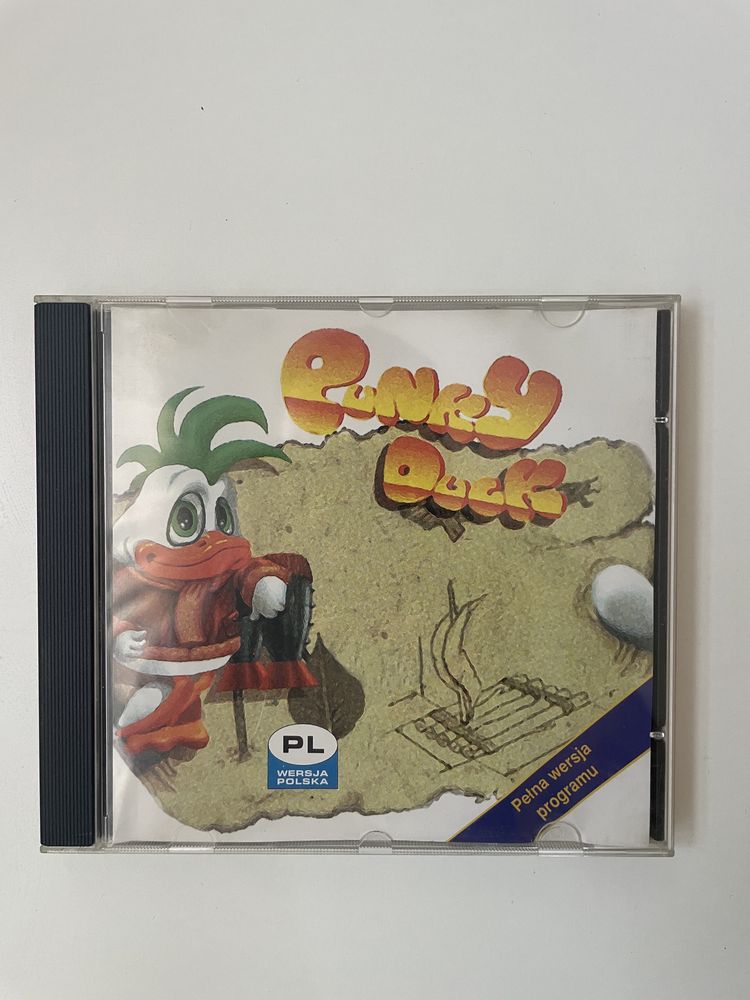 Punky
Duck
PL
WERSJA
POLSKA
Pełna wersja
programu